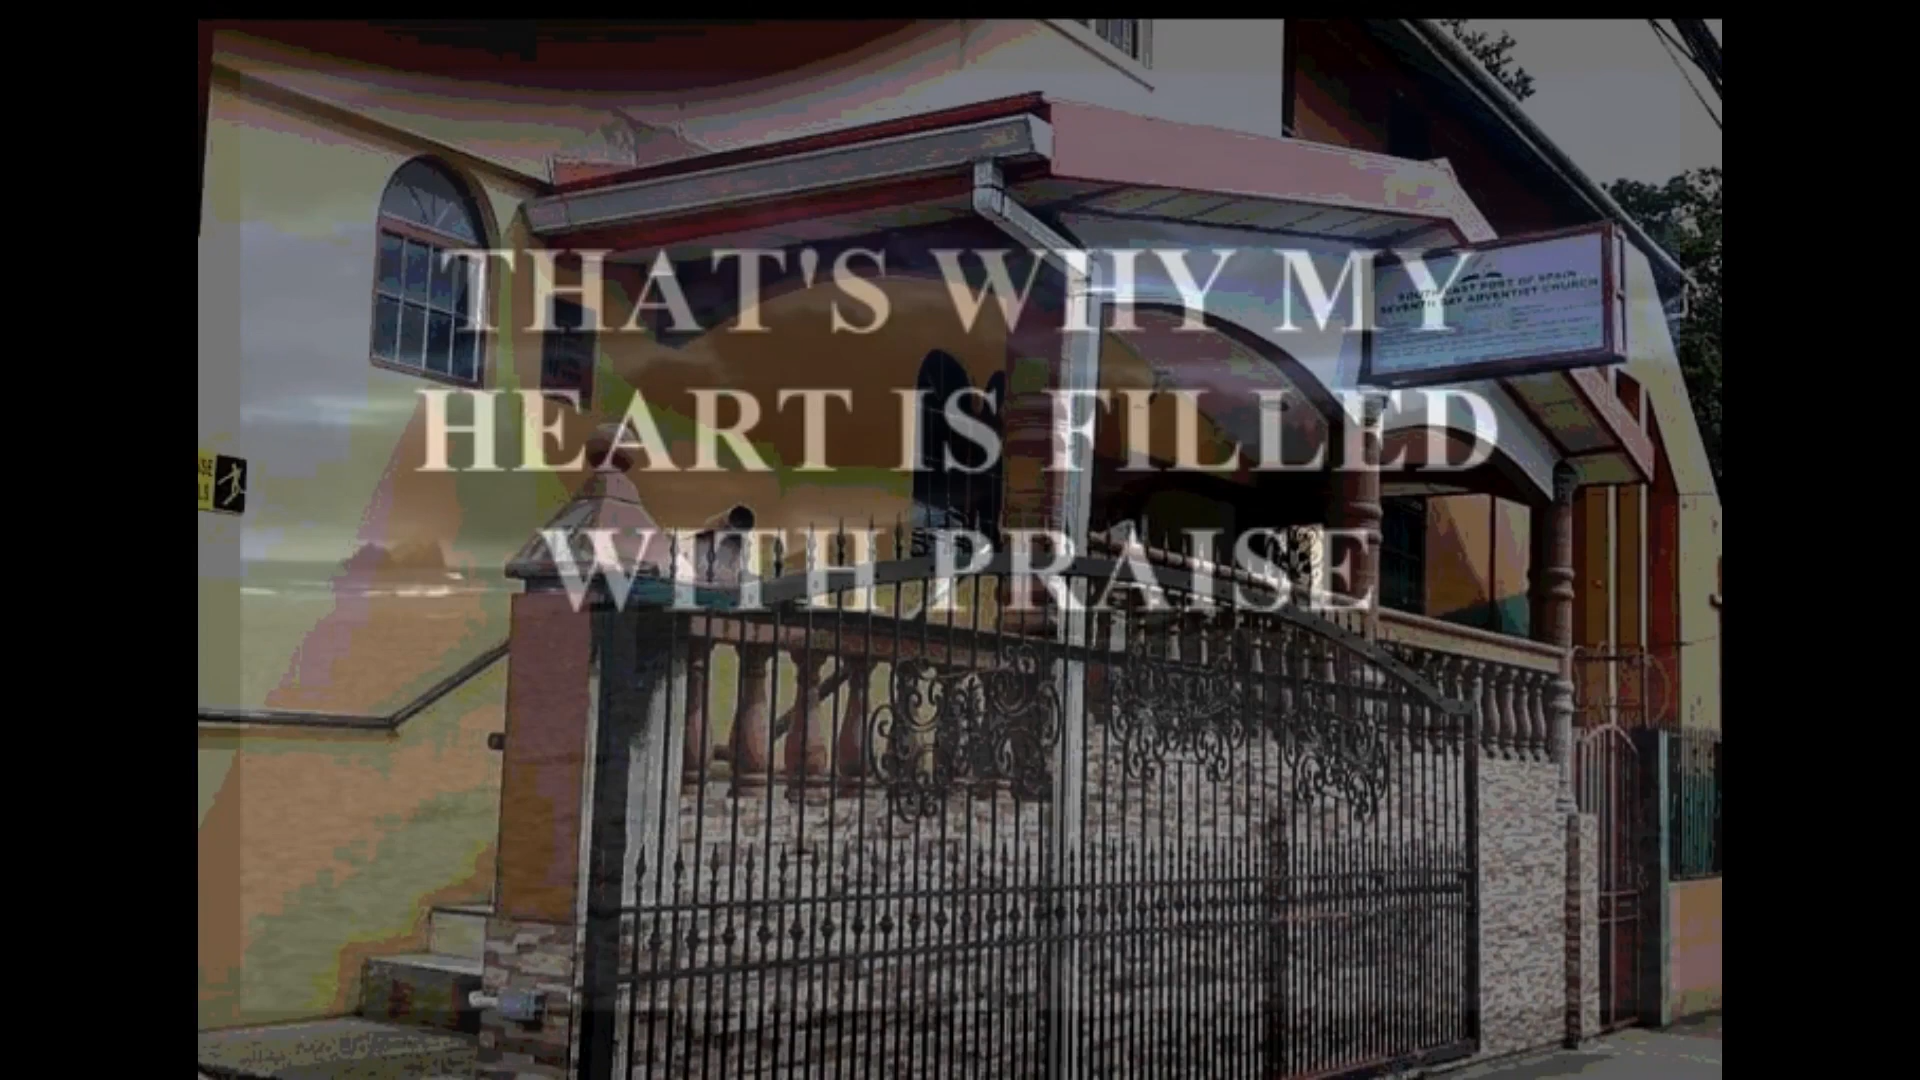 THAT'S WHY MY
HEART IS FILLED
WITH PRAISE
SOUTH EAST PORT OF SPAIN
SEVENTH DAY ADVENTIST CHURCH